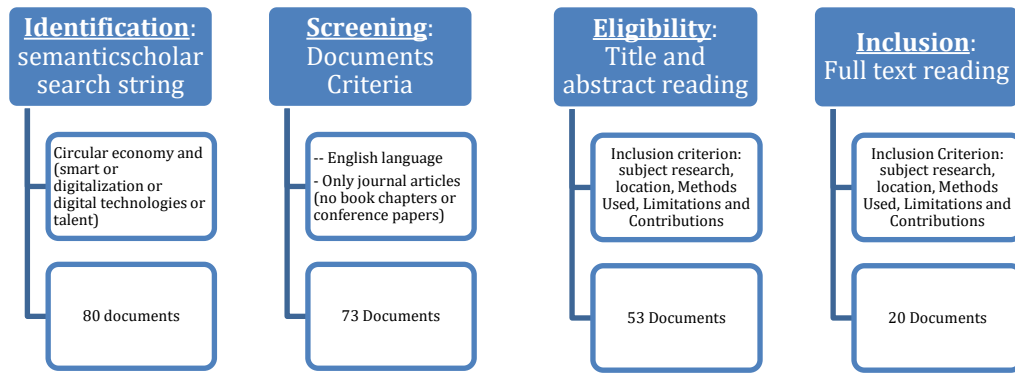 Identification:
semanticscholar
search string
Circular economy and
(smart or
digitalization or
digital technologies or
talent)
80 documents
Screening:
Documents
Criteria
-- English language
- Only journal articles
(no book chapters or
conference papers)
73 Documents
Eligibility:
Title and
abstract reading
Inclusion criterion:
subject research,
location, Methods
Used, Limitations and
Contributions
53 Documents
Inclusion:
Full text reading
Inclusion Criterion:
subject research,
location, Methods
Used, Limitations and
Contributions
20 Documents